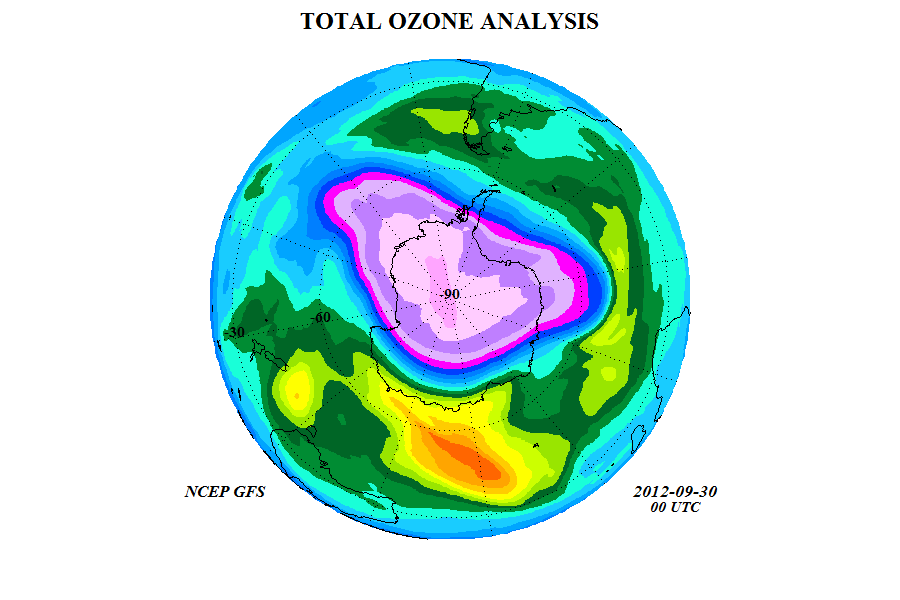 TOTAL OZONE ANALYSIS
-90
-60
-30
NCEP GFS
2012-09-30
00 UTC